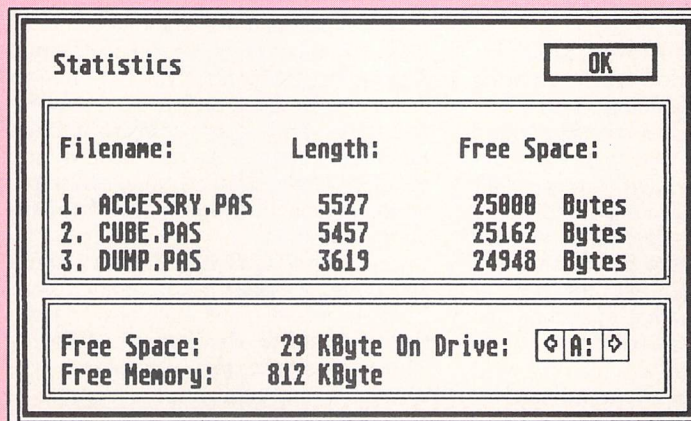 Statistics OK
Filename: Length: Free Space:
1. ACCESSRY.PAS 5527 25000 Bytes
2. CUBE.PAS 5457 25162 Bytes
3. DUMP.PAS 3619 24948 Bytes
Free Space: 29 KByte On Drive: A:
Free Memory: 812 KByte